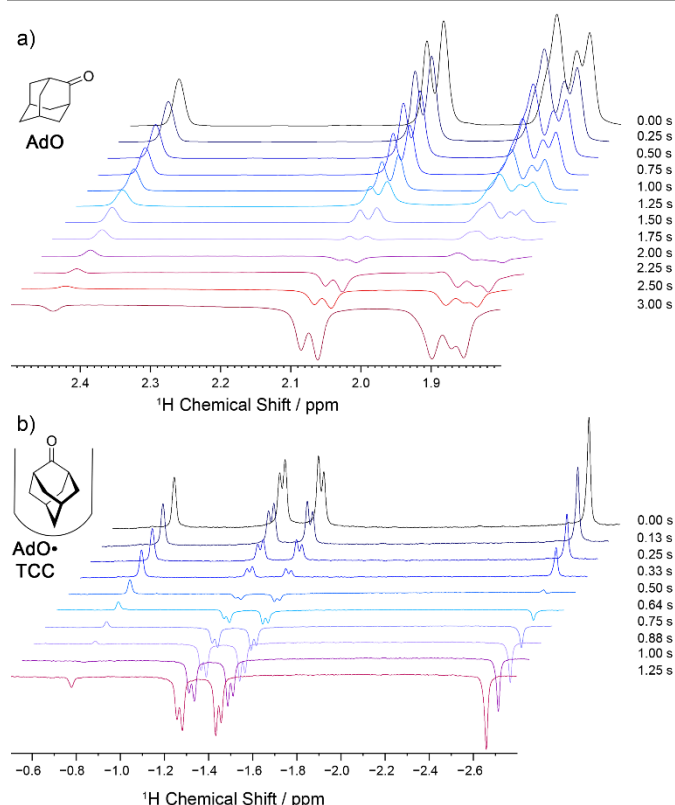 a)
O
AdO
0.00 s
0.25 s
0.50 s
0.75 s
1.00 s
1.25 s
1.50 s
1.75 s
2.00 s
2.25 s
2.50 s
3.00 s
2.4 2.3 2.2 2.1 2.0 1.9
¹H Chemical Shift / ppm
b)
O
AdO•
TCC
0.00 s
0.13 s
0.25 s
0.33 s
0.50 s
0.64 s
0.75 s
0.88 s
1.00 s
1.25 s
−0.6 −0.8 −1.0 −1.2 −1.4 −1.6 −1.8 −2.0 −2.2 −2.4 −2.6
¹H Chemical Shift / ppm